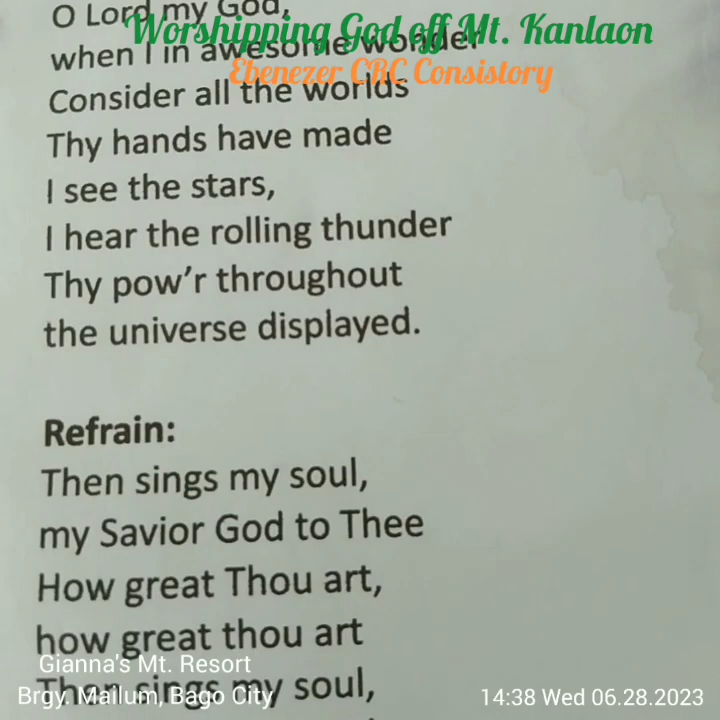 O Lord my God,
Worshipping God off Mt. Kanlaon
when I in awesome wonder
Ebenezer CRC Consistory
Consider all the worlds
Thy hands have made
I see the stars,
I hear the rolling thunder
Thy pow’r throughout
the universe displayed.
Refrain:
Then sings my soul,
my Savior God to Thee
How great Thou art,
how great thou art
Gianna's Mt. Resort
Then sings my soul,
Brgy. Mailum, Bago City
14:38 Wed 06.28.2023